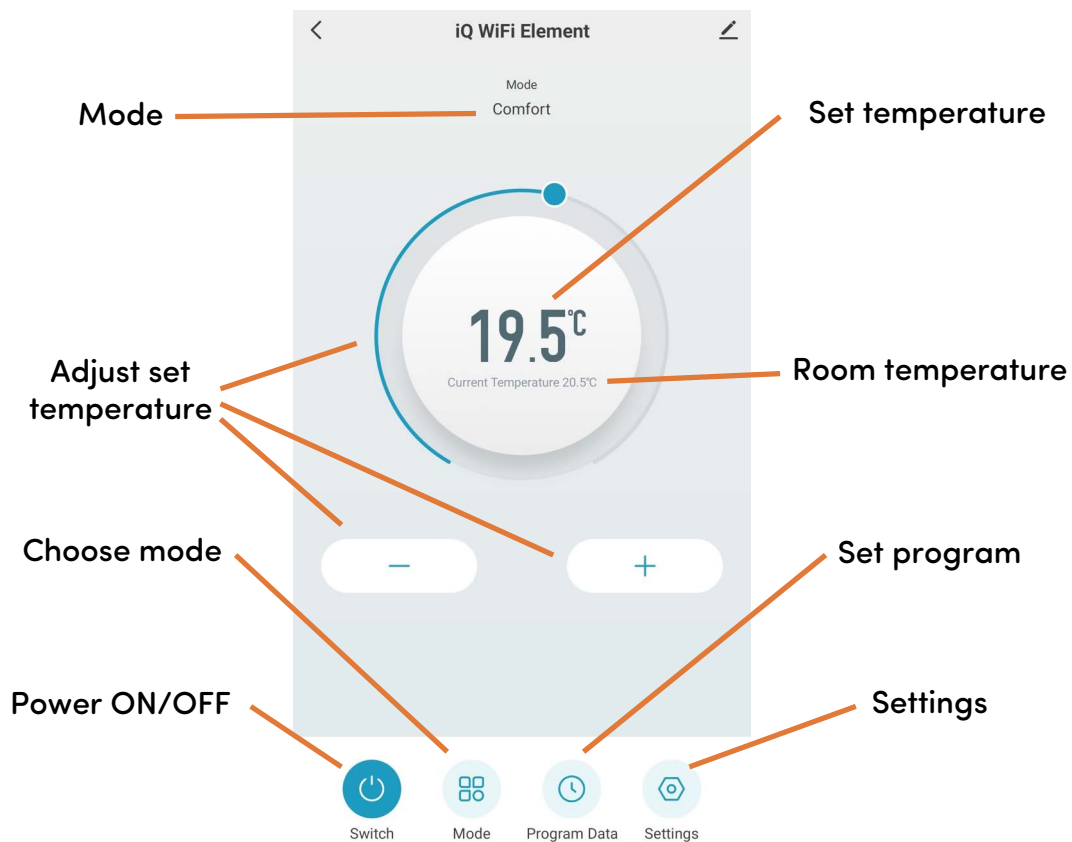 iQ WiFi Element
Mode
Comfort
Mode
Set temperature
19.5℃
Current Temperature 20.5℃
Adjust set
temperature
Room temperature
Choose mode
Set program
−
+
Power ON/OFF
Settings
Switch
Mode
Program Data
Settings